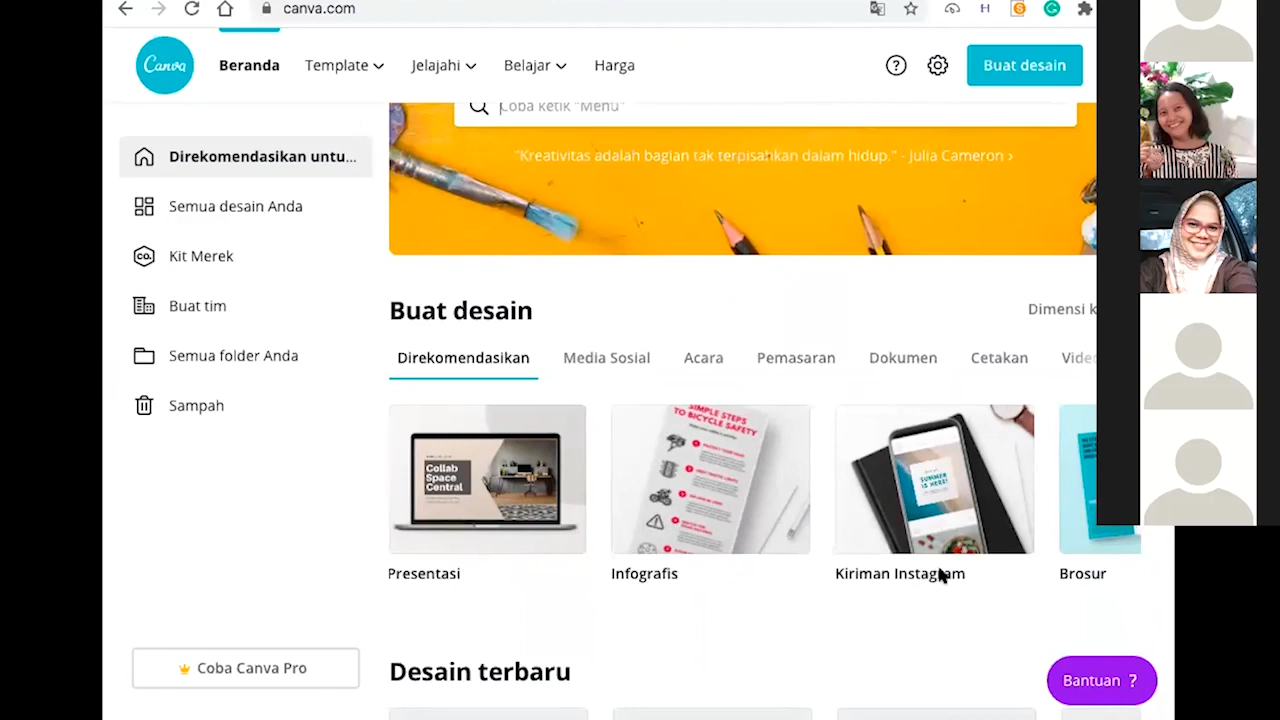 canva.com
Canva
Beranda
Template
Jelajahi
Belajar
Harga
Buat desain
Coba ketik "Menu"
"Kreativitas adalah bagian tak terpisahkan dalam hidup." - Julia Cameron ›
Direkomendasikan untu...
Semua desain Anda
Kit Merek
Buat tim
Semua folder Anda
Sampah
Coba Canva Pro
Buat desain
Dimensi k
Direkomendasikan
Media Sosial
Acara
Pemasaran
Dokumen
Cetakan
Video
Collab
Space
Central
SIMPLE STEPS
TO BICYCLE SAFETY
SUMMER
IS HERE!
Presentasi
Infografis
Kiriman Instagram
Brosur
Desain terbaru
Bantuan ?